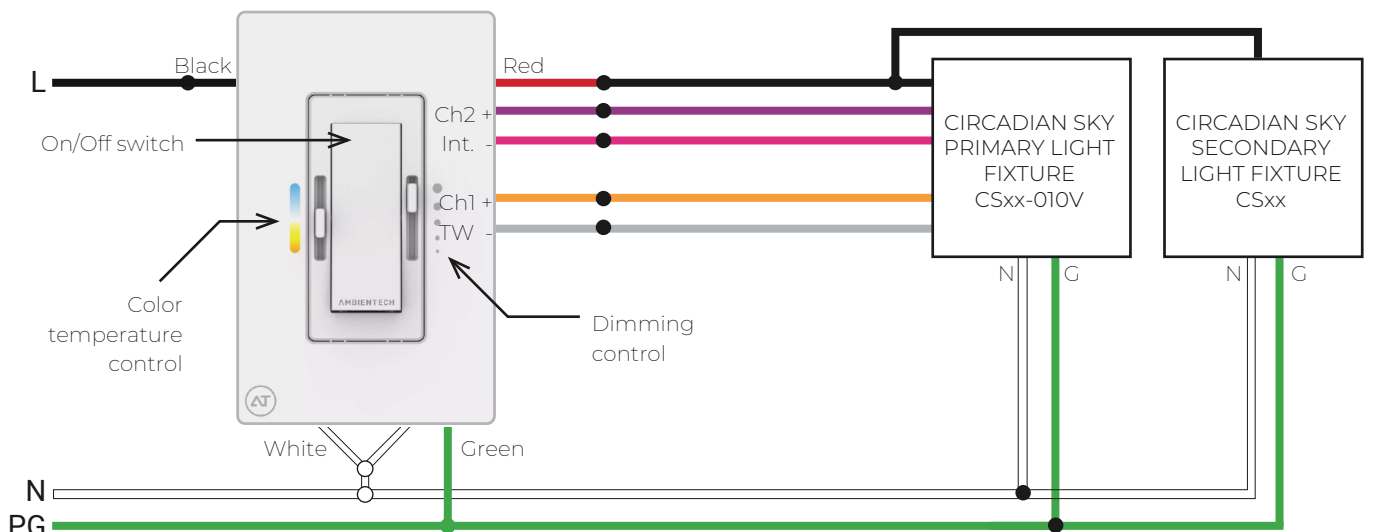 L
Black
Red
On/Off switch
Ch2 +
Int. -
Ch1 +
TW -
Color
temperature
control
AMBIENTECH
AT
Dimming
control
CIRCADIAN SKY
PRIMARY LIGHT
FIXTURE
CSxx-010V
CIRCADIAN SKY
SECONDARY
LIGHT FIXTURE
CSxx
N
G
N
G
White
Green
N
PG